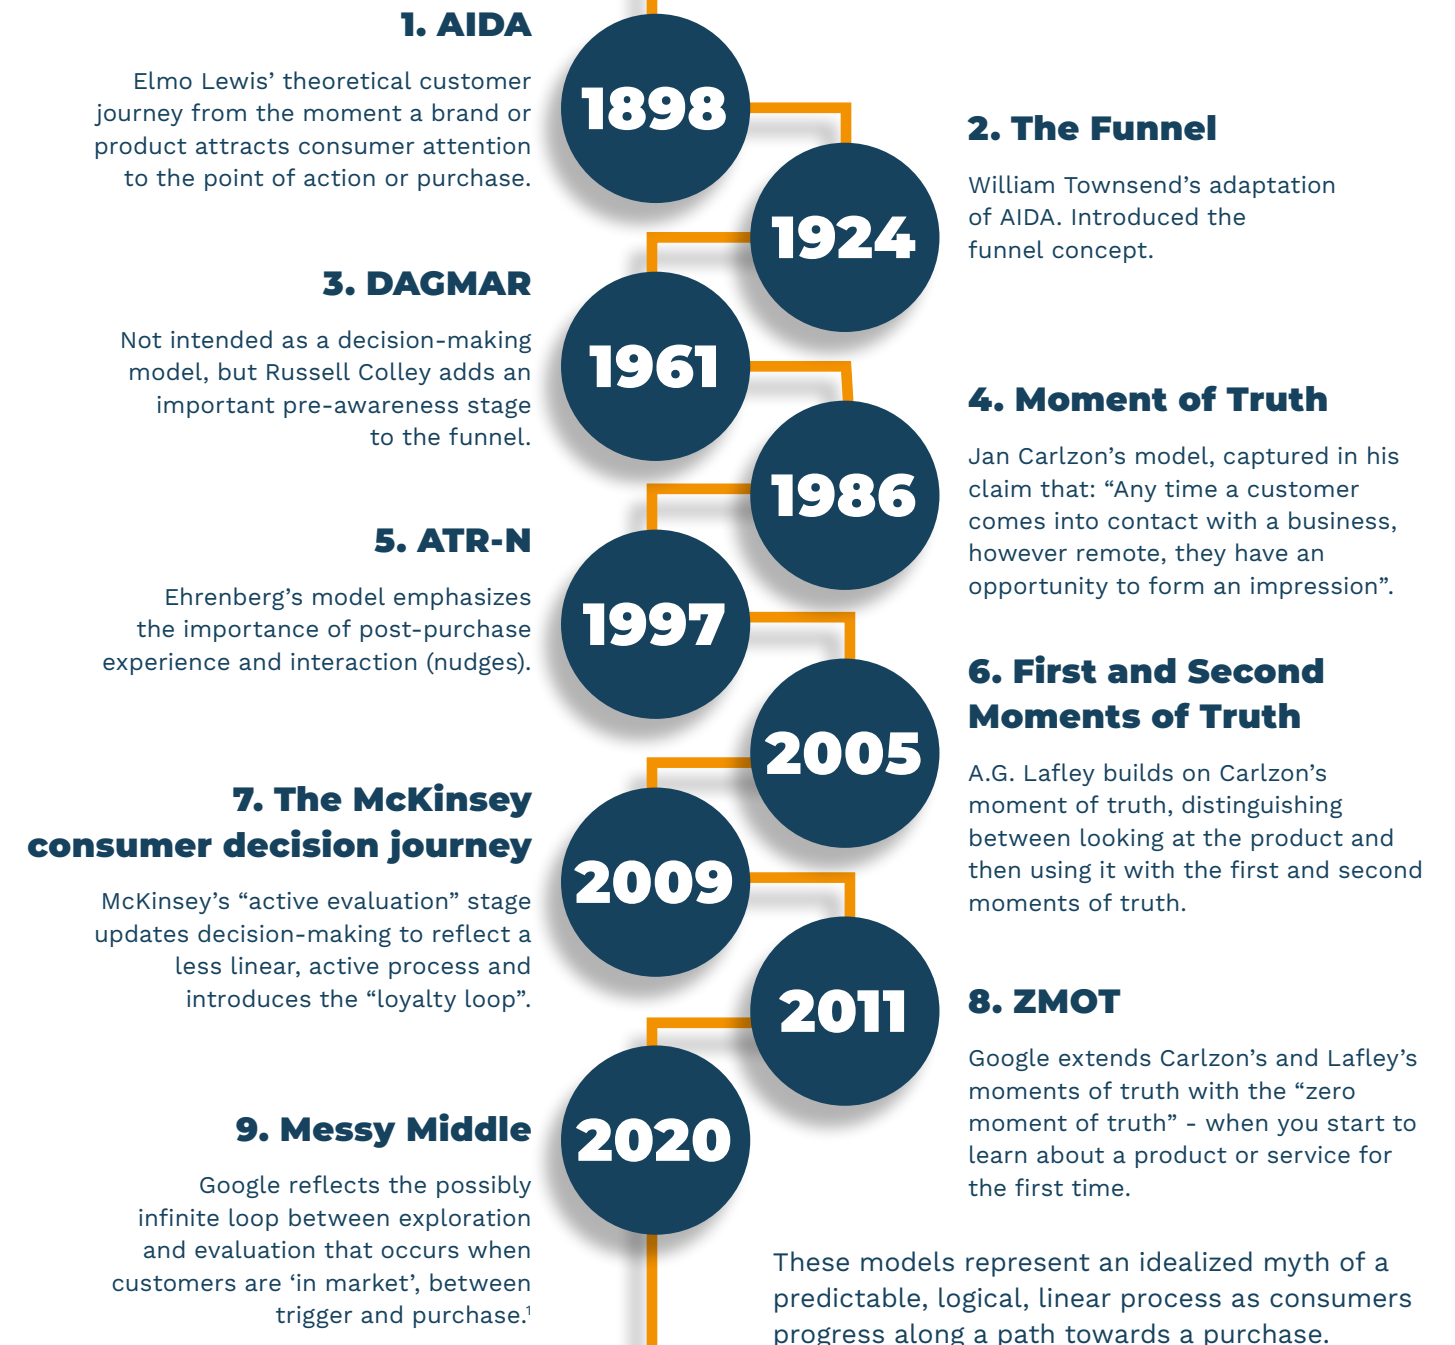 1. AIDA
Elmo Lewis’ theoretical customer
journey from the moment a brand or
product attracts consumer attention
to the point of action or purchase.
1898
2. The Funnel
William Townsend’s adaptation
of AIDA. Introduced the
funnel concept.
1924
3. DAGMAR
Not intended as a decision-making
model, but Russell Colley adds an
important pre-awareness stage
to the funnel.
1961
4. Moment of Truth
Jan Carlzon’s model, captured in his
claim that: “Any time a customer
comes into contact with a business,
however remote, they have an
opportunity to form an impression”.
1986
5. ATR-N
Ehrenberg’s model emphasizes
the importance of post-purchase
experience and interaction (nudges).
1997
6. First and Second
Moments of Truth
A.G. Lafley builds on Carlzon’s
moment of truth, distinguishing
between looking at the product and
then using it with the first and second
moments of truth.
2005
7. The McKinsey
consumer decision journey
McKinsey’s “active evaluation” stage
updates decision-making to reflect a
less linear, active process and
introduces the “loyalty loop”.
2009
8. ZMOT
Google extends Carlzon’s and Lafley’s
moments of truth with the “zero
moment of truth” - when you start to
learn about a product or service for
the first time.
2011
9. Messy Middle
Google reflects the possibly
infinite loop between exploration
and evaluation that occurs when
customers are ‘in market’, between
trigger and purchase.¹
2020
These models represent an idealized myth of a
predictable, logical, linear process as consumers
progress along a path towards a purchase.